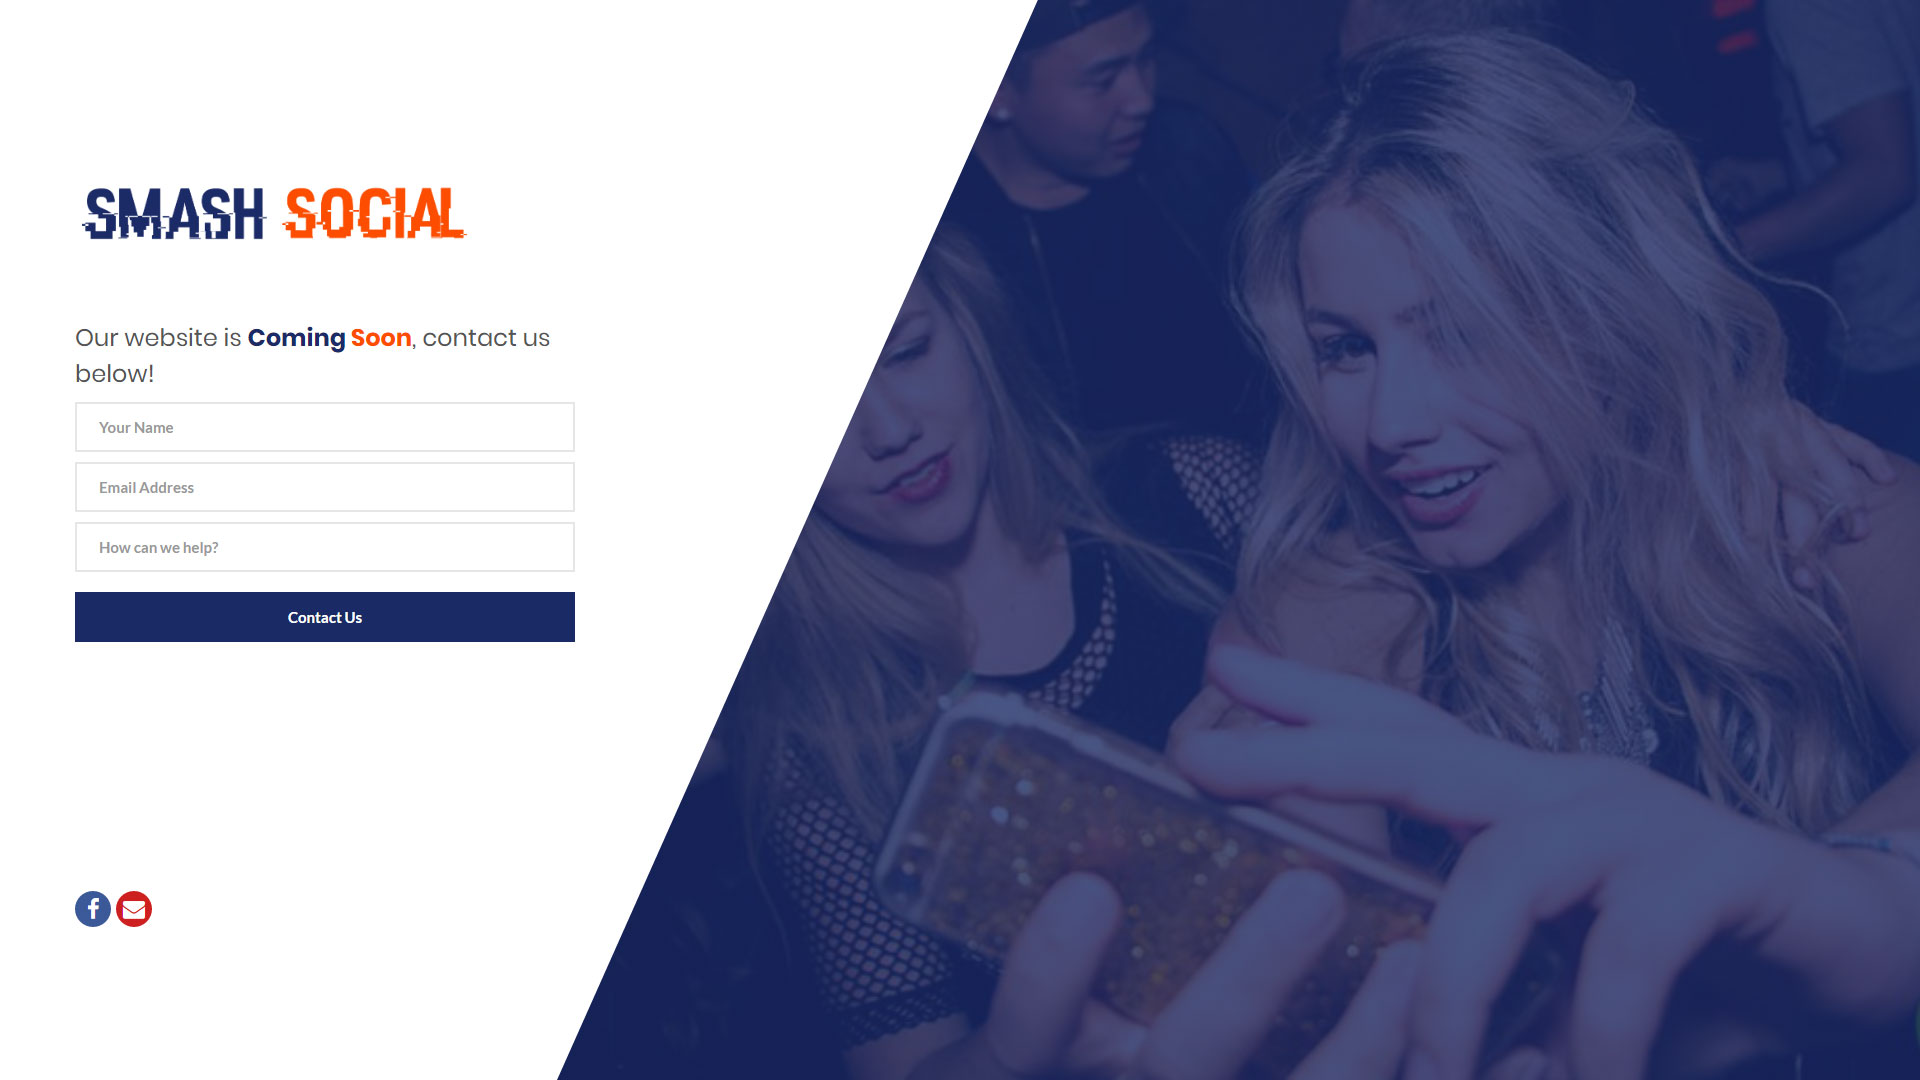 SMASH SOCIAL
Our website is Coming Soon, contact us
below!
Your Name
Email Address
How can we help?
Contact Us